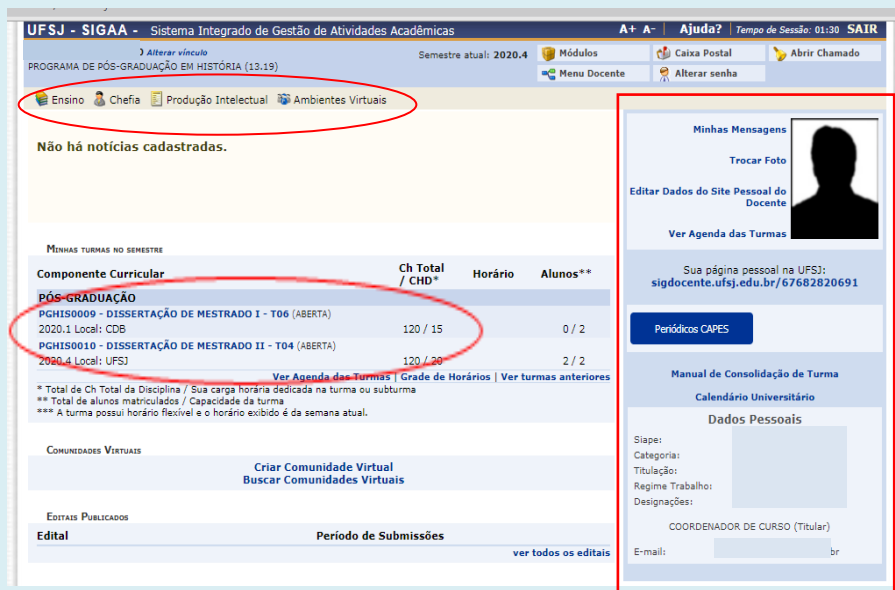 UFSJ - SIGAA - Sistema Integrado de Gestão de Atividades Acadêmicas
A+ A- | Ajuda? | Tempo de Sessão: 01:30 SAIR
) Alterar vínculo
PROGRAMA DE PÓS-GRADUAÇÃO EM HISTÓRIA (13.19)
Semestre atual: 2020.4
Módulos
Caixa Postal
Abrir Chamado
Menu Docente
Alterar senha
Ensino Chefia Produção Intelectual Ambientes Virtuais
Não há notícias cadastradas.
MINHAS TURMAS NO SEMESTRE
Componente Curricular Ch Total / CHD* Horário Alunos**
PÓS-GRADUAÇÃO
PGHIS0009 - DISSERTAÇÃO DE MESTRADO I - T06 (ABERTA)
2020.1 Local: CDB 120 / 15 0 / 2
PGHIS0010 - DISSERTAÇÃO DE MESTRADO II - T04 (ABERTA)
2020.4 Local: UFSJ 120 / 20 2 / 2
Ver Agenda das Turmas | Grade de Horários | Ver turmas anteriores
* Total de Ch Total da Disciplina / Sua carga horária dedicada na turma ou subturma
** Total de alunos matriculados / Capacidade da turma
*** A turma possui horário flexível e o horário exibido é da semana atual.
COMUNIDADES VIRTUAIS
Criar Comunidade Virtual
Buscar Comunidades Virtuais
EDITAIS PUBLICADOS
Edital Período de Submissões
ver todos os editais
Minhas Mensagens
Trocar Foto
Editar Dados do Site Pessoal do
Docente
Ver Agenda das Turmas
Sua página pessoal na UFSJ:
sigdocente.ufsj.edu.br/67682820691
Periódicos CAPES
Manual de Consolidação de Turma
Calendário Universitário
Dados Pessoais
Siape:
Categoria:
Titulação:
Regime Trabalho:
Designações:
COORDENADOR DE CURSO (Titular)
E-mail: br